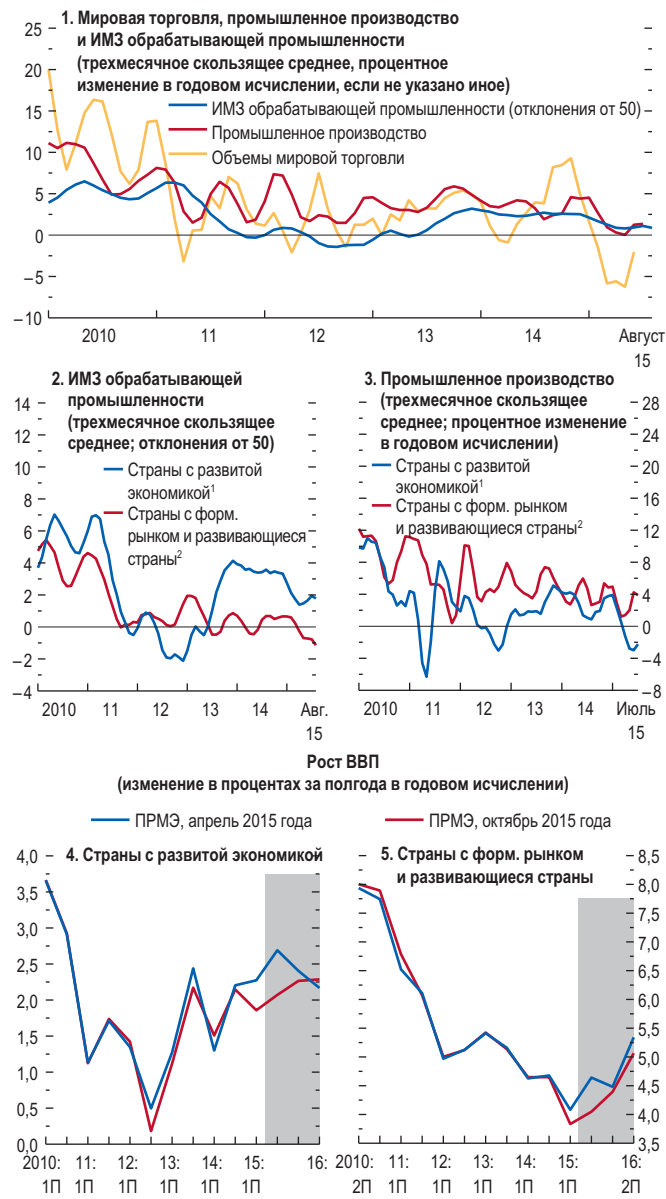 1. Мировая торговля, промышленное производство
и ИМЗ обрабатывающей промышленности
(трехмесячное скользящее среднее, процентное
изменение в годовом исчислении, если не указано иное)
ИМЗ обрабатывающей промышленности (отклонения от 50)
Промышленное производство
Объемы мировой торговли
25
20
15
10
5
0
–5
–10
2010 11 12 13 14 Август
15
2. ИМЗ обрабатывающей
промышленности
(трехмесячное скользящее
среднее; отклонения от 50)
Страны с развитой
экономикой¹
Страны с форм.
рынком и развивающиеся
страны²
14
12
10
8
6
4
2
0
–2
–4
2010 11 12 13 14 Авг.
15
3. Промышленное производство
(трехмесячное скользящее
среднее; процентное изменение
в годовом исчислении)
Страны с развитой
экономикой¹
Страны с форм. рынком
и развивающиеся страны²
28
24
20
16
12
8
4
0
–4
–8
2010 11 12 13 14 Июль
15
Рост ВВП
(изменение в процентах за полгода в годовом исчислении)
ПРМЭ, апрель 2015 года
ПРМЭ, октябрь 2015 года
4. Страны с развитой экономикой
4,0
3,5
3,0
2,5
2,0
1,5
1,0
0,5
0,0
2010: 11: 12: 13: 14: 15: 16:
1П 1П 1П 1П 1П 1П 1П
5. Страны с форм. рынком
и развивающиеся страны
8,5
8,0
7,5
7,0
6,5
6,0
5,5
5,0
4,5
4,0
3,5
2010: 11: 12: 13: 14: 15: 16:
2П 1П 1П 1П 1П 1П 2П